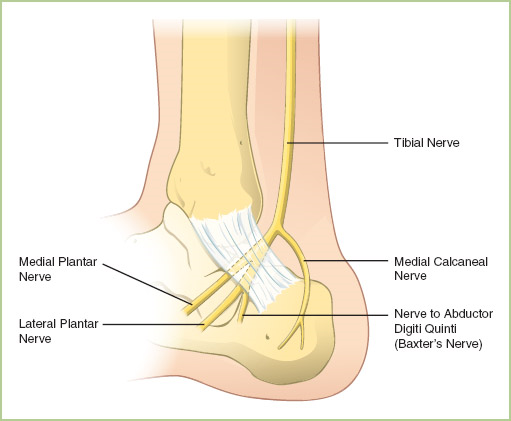 Tibial Nerve
Medial Plantar
Nerve
Medial Calcaneal
Nerve
Lateral Plantar
Nerve
Nerve to Abductor
Digiti Quinti
(Baxter's Nerve)